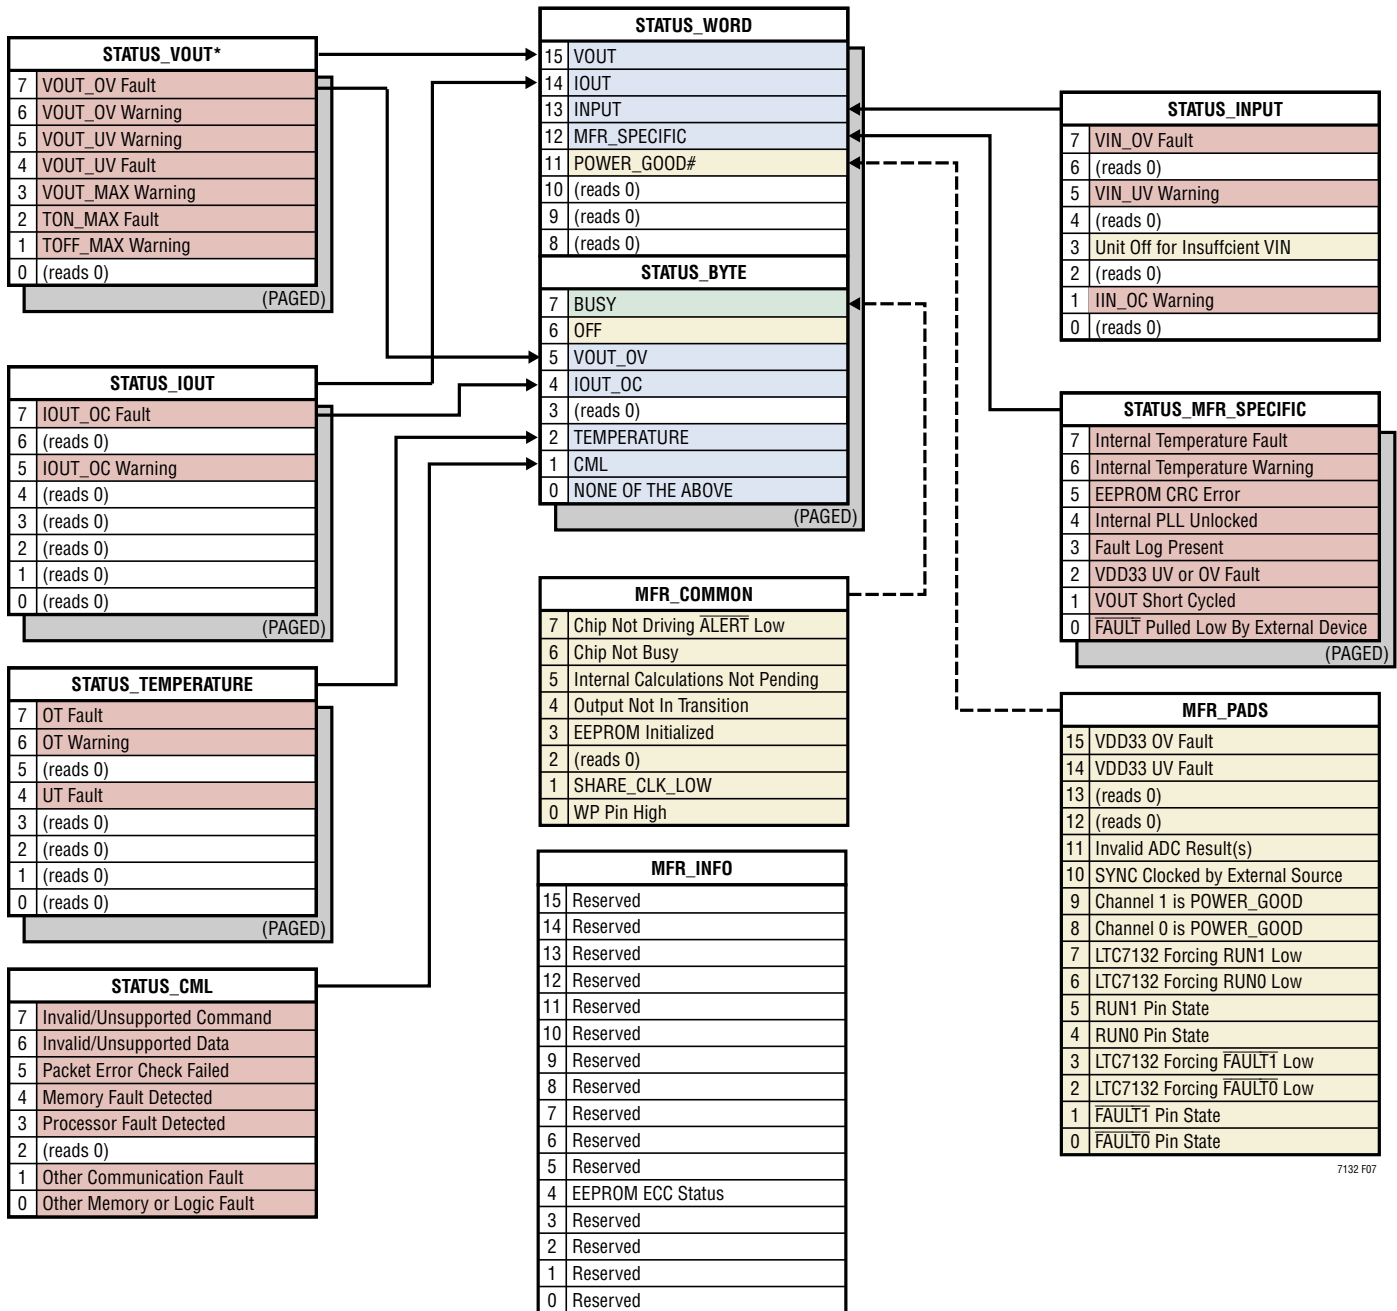 STATUS_VOUT*
7 VOUT_OV Fault
6 VOUT_OV Warning
5 VOUT_UV Warning
4 VOUT_UV Fault
3 VOUT_MAX Warning
2 TON_MAX Fault
1 TOFF_MAX Warning
0 (reads 0)
(PAGED)
STATUS_IOUT
7 IOUT_OC Fault
6 (reads 0)
5 IOUT_OC Warning
4 (reads 0)
3 (reads 0)
2 (reads 0)
1 (reads 0)
0 (reads 0)
(PAGED)
STATUS_TEMPERATURE
7 OT Fault
6 OT Warning
5 (reads 0)
4 UT Fault
3 (reads 0)
2 (reads 0)
1 (reads 0)
0 (reads 0)
(PAGED)
STATUS_CML
7 Invalid/Unsupported Command
6 Invalid/Unsupported Data
5 Packet Error Check Failed
4 Memory Fault Detected
3 Processor Fault Detected
2 (reads 0)
1 Other Communication Fault
0 Other Memory or Logic Fault
STATUS_WORD
15 VOUT
14 IOUT
13 INPUT
12 MFR_SPECIFIC
11 POWER_GOOD#
10 (reads 0)
9 (reads 0)
8 (reads 0)
STATUS_BYTE
7 BUSY
6 OFF
5 VOUT_OV
4 IOUT_OC
3 (reads 0)
2 TEMPERATURE
1 CML
0 NONE OF THE ABOVE
(PAGED)
MFR_COMMON
7 Chip Not Driving ALERT Low
6 Chip Not Busy
5 Internal Calculations Not Pending
4 Output Not In Transition
3 EEPROM Initialized
2 (reads 0)
1 SHARE_CLK_LOW
0 WP Pin High
MFR_INFO
15 Reserved
14 Reserved
13 Reserved
12 Reserved
11 Reserved
10 Reserved
9 Reserved
8 Reserved
7 Reserved
6 Reserved
5 Reserved
4 EEPROM ECC Status
3 Reserved
2 Reserved
1 Reserved
0 Reserved
STATUS_INPUT
7 VIN_OV Fault
6 (reads 0)
5 VIN_UV Warning
4 (reads 0)
3 Unit Off for Insuffcient VIN
2 (reads 0)
1 IIN_OC Warning
0 (reads 0)
STATUS_MFR_SPECIFIC
7 Internal Temperature Fault
6 Internal Temperature Warning
5 EEPROM CRC Error
4 Internal PLL Unlocked
3 Fault Log Present
2 VDD33 UV or OV Fault
1 VOUT Short Cycled
0 FAULT Pulled Low By External Device
(PAGED)
MFR_PADS
15 VDD33 OV Fault
14 VDD33 UV Fault
13 (reads 0)
12 (reads 0)
11 Invalid ADC Result(s)
10 SYNC Clocked by External Source
9 Channel 1 is POWER_GOOD
8 Channel 0 is POWER_GOOD
7 LTC7132 Forcing RUN1 Low
6 LTC7132 Forcing RUN0 Low
5 RUN1 Pin State
4 RUN0 Pin State
3 LTC7132 Forcing FAULT1 Low
2 LTC7132 Forcing FAULT0 Low
1 FAULT1 Pin State
0 FAULT0 Pin State
7132 F07